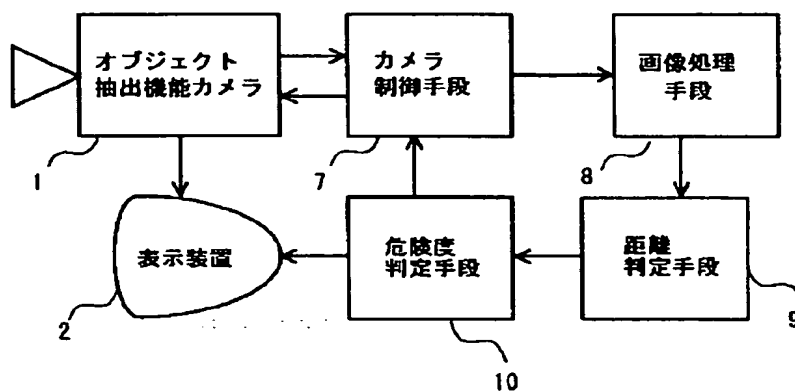 オブジェクト
抽出機能カメラ
1
カメラ
制御手段
7
画像処理
手段
8
表示装置
2
危険度
判定手段
10
距離
判定手段
9